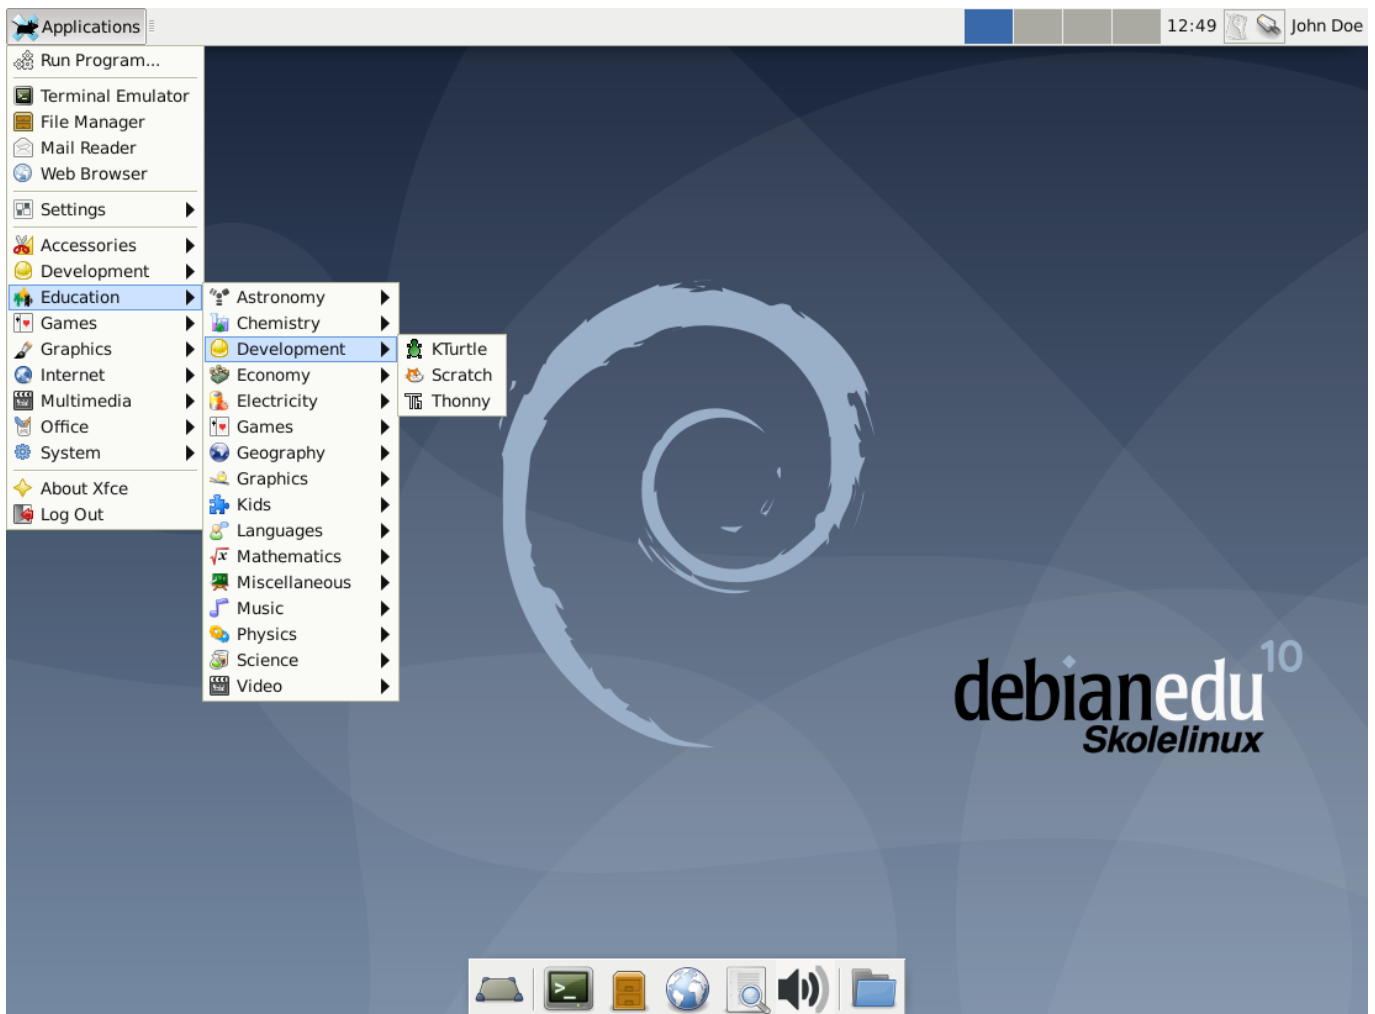 Applications
12:49
John Doe
Run Program...
Terminal Emulator
File Manager
Mail Reader
Web Browser
Settings
Accessories
Development
Education
Games
Graphics
Internet
Multimedia
Office
System
About Xfce
Log Out
Astronomy
Chemistry
Development
Economy
Electricity
Games
Geography
Graphics
Kids
Languages
Mathematics
Miscellaneous
Music
Physics
Science
Video
KTurtle
Scratch
Thonny
debianedu 10
Skolelinux